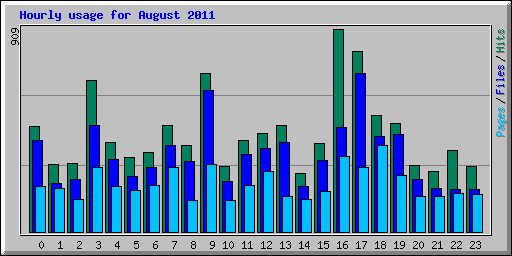 Hourly usage for August 2011
909
Pages / Files / Hits
0 1 2 3 4 5 6 7 8 9 10 11 12 13 14 15 16 17 18 19 20 21 22 23